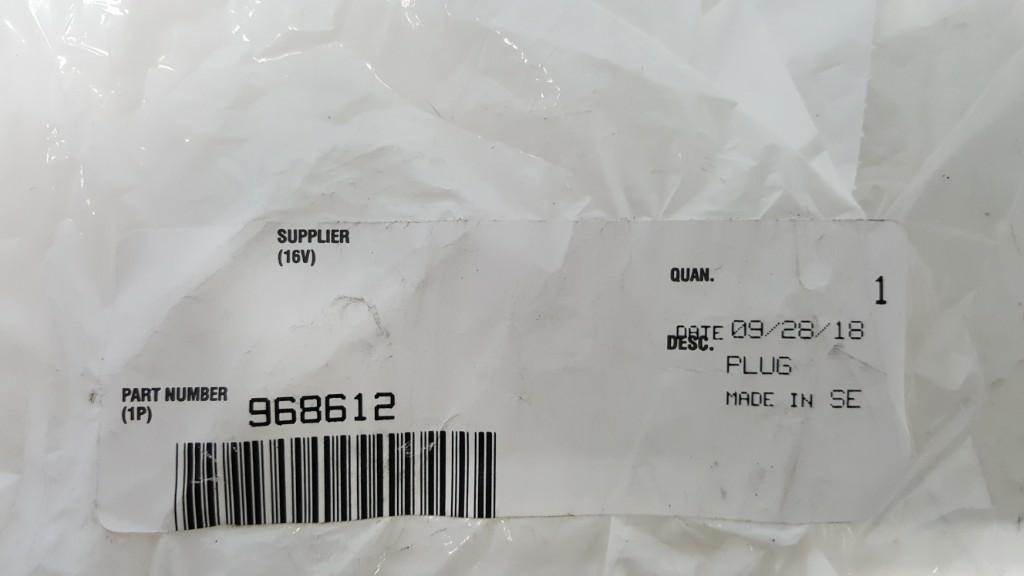 SUPPLIER
(16V)
QUAN.
1
DATE 09/28/18
DESC.
PLUG
MADE IN SE
PART NUMBER
(1P)
968612